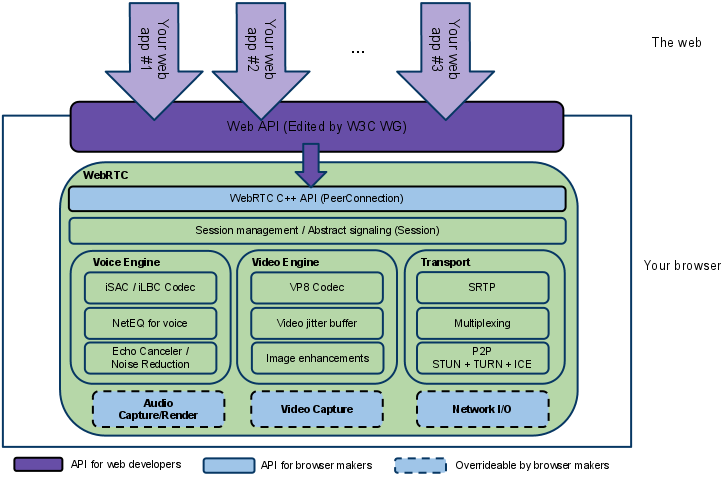 Your web
app #1
Your web
app #2
...
Your web
app #3
The web
Web API (Edited by W3C WG)
WebRTC
WebRTC C++ API (PeerConnection)
Session management / Abstract signaling (Session)
Your browser
Voice Engine
iSAC / iLBC Codec
NetEQ for voice
Echo Canceler /
Noise Reduction
Video Engine
VP8 Codec
Video jitter buffer
Image enhancements
Transport
SRTP
Multiplexing
P2P
STUN + TURN + ICE
Audio
Capture/Render
Video Capture
Network I/O
API for web developers
API for browser makers
Overrideable by browser makers